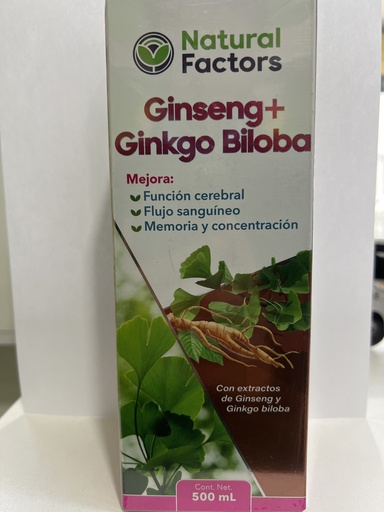 Natural
Factors
Ginseng+
Ginkgo Biloba
Mejora:
Función cerebral
Flujo sanguíneo
Memoria y concentración
Con extractos
de Ginseng y
Ginkgo biloba
Cont. Net.
500 mL